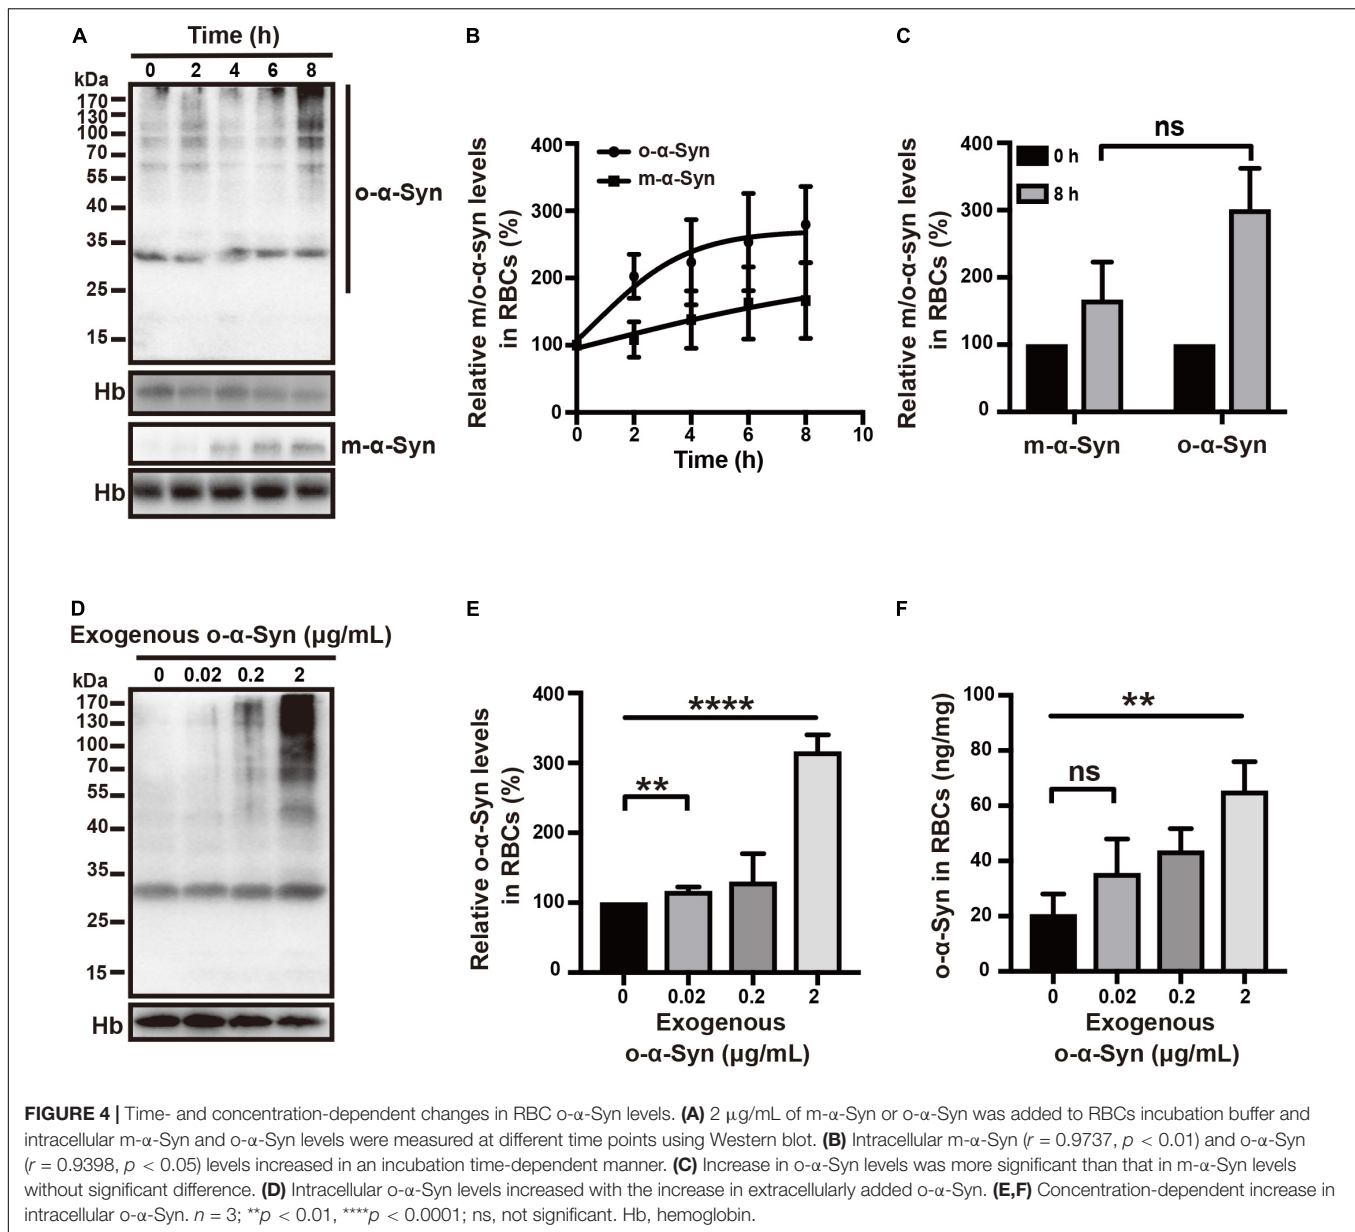 A
Time (h)
0 2 4 6 8
kDa
170
130
100
70
55
40
35
25
15
o-α-Syn
Hb
m-α-Syn
Hb
B
Relative m/o-α-syn levels
in RBCs (%)
400
300
200
100
0
o-α-Syn
m-α-Syn
0 2 4 6 8 10
Time (h)
C
Relative m/o-α-syn levels
in RBCs (%)
400
300
200
100
0
0 h
8 h
ns
m-α-Syn o-α-Syn
D
Exogenous o-α-Syn (μg/mL)
0 0.02 0.2 2
kDa
170
130
100
70
55
40
35
25
15
Hb
E
Relative o-α-Syn levels
in RBCs (%)
400
300
200
100
0
**
****
0 0.02 0.2 2
Exogenous
o-α-Syn (μg/mL)
F
o-α-Syn in RBCs (ng/mg)
100
80
60
40
20
0
ns
**
0 0.02 0.2 2
Exogenous
o-α-Syn (μg/mL)
FIGURE 4 | Time- and concentration-dependent changes in RBC o-α-Syn levels. (A) 2 μg/mL of m-α-Syn or o-α-Syn was added to RBCs incubation buffer and
intracellular m-α-Syn and o-α-Syn levels were measured at different time points using Western blot. (B) Intracellular m-α-Syn (r = 0.9737, p < 0.01) and o-α-Syn
(r = 0.9398, p < 0.05) levels increased in an incubation time-dependent manner. (C) Increase in o-α-Syn levels was more significant than that in m-α-Syn levels
without significant difference. (D) Intracellular o-α-Syn levels increased with the increase in extracellularly added o-α-Syn. (E,F) Concentration-dependent increase in
intracellular o-α-Syn. n = 3; **p < 0.01, ****p < 0.0001; ns, not significant. Hb, hemoglobin.